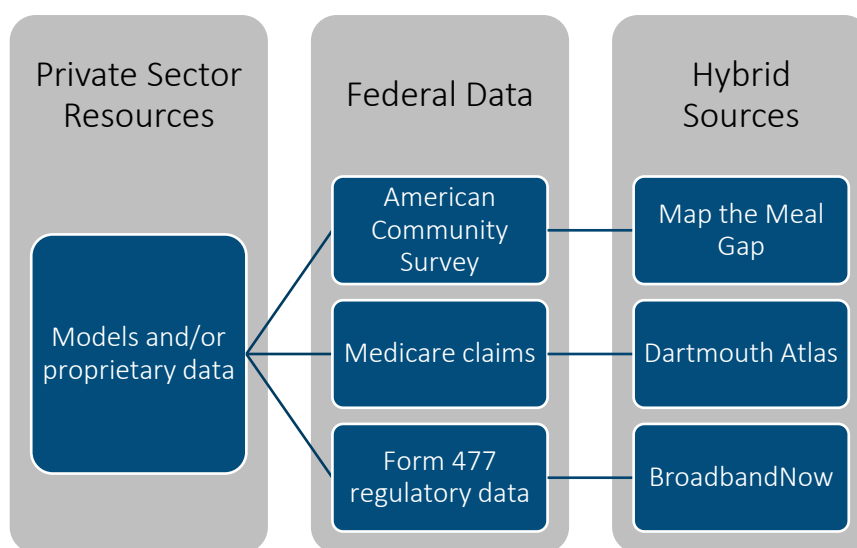 Private Sector
Resources
Models and/or
proprietary data
Federal Data
American
Community
Survey
Medicare claims
Form 477
regulatory data
Hybrid
Sources
Map the Meal
Gap
Dartmouth Atlas
BroadbandNow